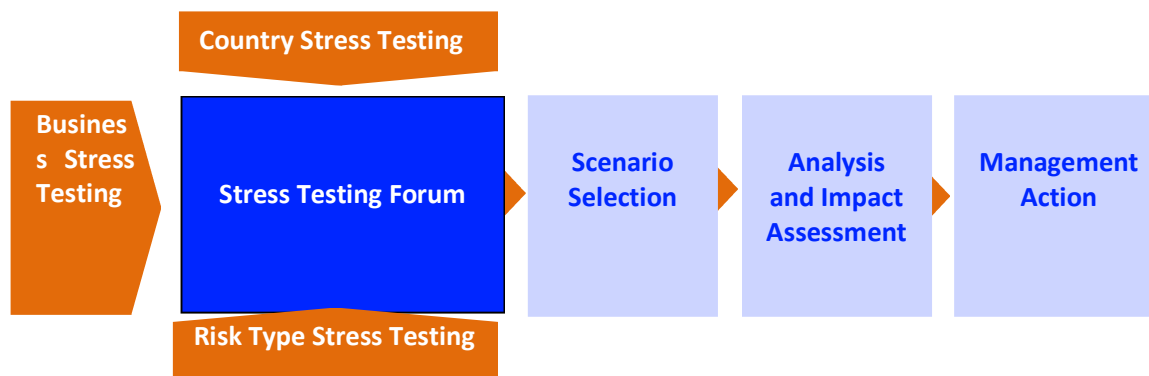 Country Stress Testing
Busines
s Stress
Testing
Stress Testing Forum
Scenario
Selection
Analysis
and Impact
Assessment
Management
Action
Risk Type Stress Testing